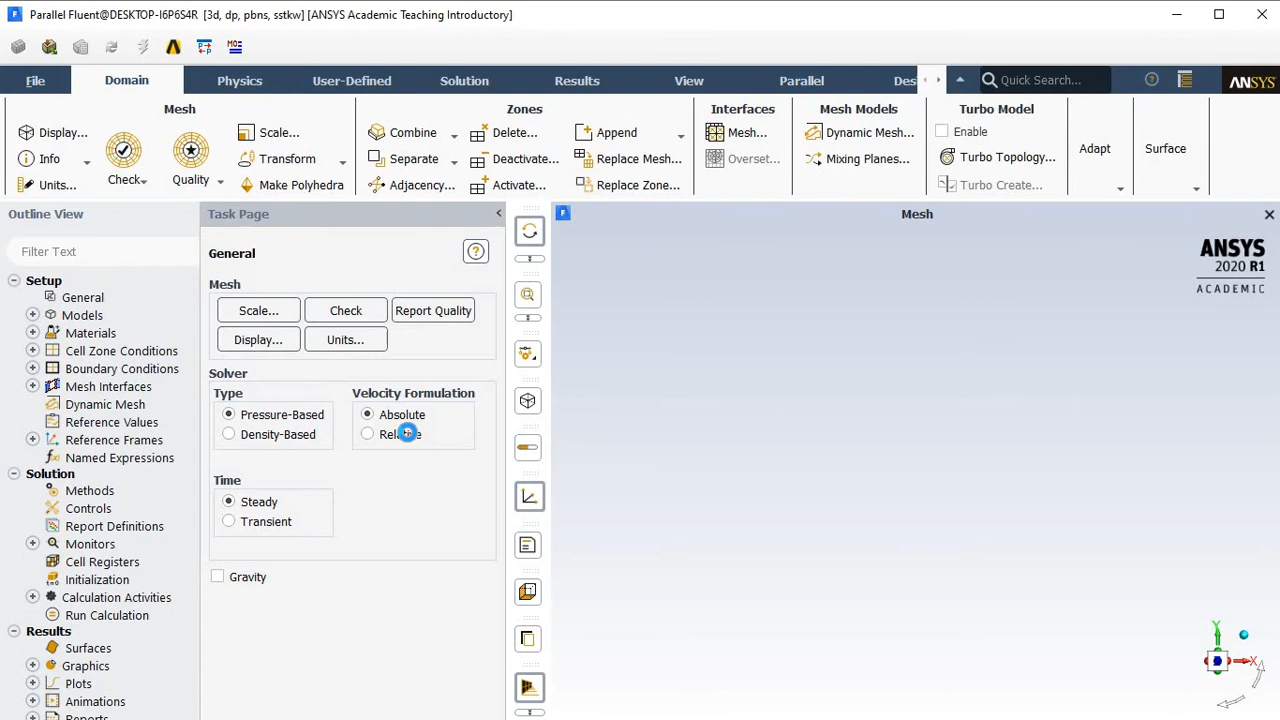 Parallel Fluent@DESKTOP-I6P6S4R [3d, dp, pbns, sstkw] [ANSYS Academic Teaching Introductory]
File Domain Physics User-Defined Solution Results View Parallel Des Quick Search... ANSYS
Mesh Zones Interfaces Mesh Models Turbo Model
Display... Scale... Combine Delete... Append Mesh... Dynamic Mesh... Enable
Info Check Quality Transform Separate Deactivate... Replace Mesh... Overset... Mixing Planes... Turbo Topology... Adapt Surface
Units... Make Polyhedra Adjacency... Activate... Replace Zone... Turbo Create...
Outline View
Filter Text
Setup
General
Models
Materials
Cell Zone Conditions
Boundary Conditions
Mesh Interfaces
Dynamic Mesh
Reference Values
Reference Frames
Named Expressions
Solution
Methods
Controls
Report Definitions
Monitors
Cell Registers
Initialization
Calculation Activities
Run Calculation
Results
Surfaces
Graphics
Plots
Animations
Reports
Task Page
General
Mesh
Scale... Check Report Quality
Display... Units...
Solver
Type Velocity Formulation
Pressure-Based Absolute
Density-Based
Time
Steady
Transient
Gravity
Mesh
ANSYS
2020 R1
ACADEMIC
Y
X